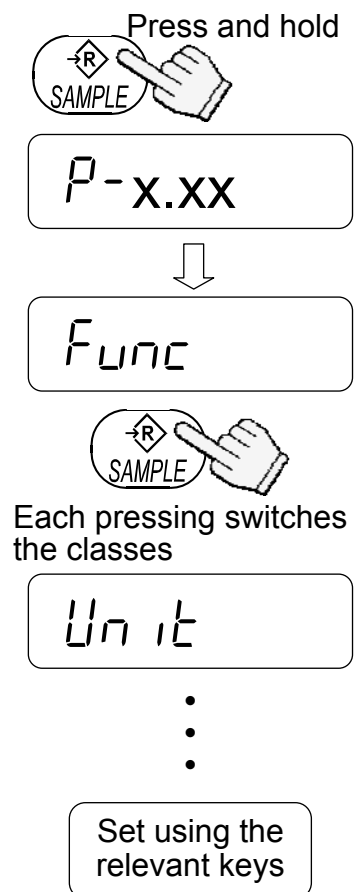 Press and hold
→R
SAMPLE
P-x.xx
Func
→R
SAMPLE
Each pressing switches
the classes
Unit
Set using the
relevant keys